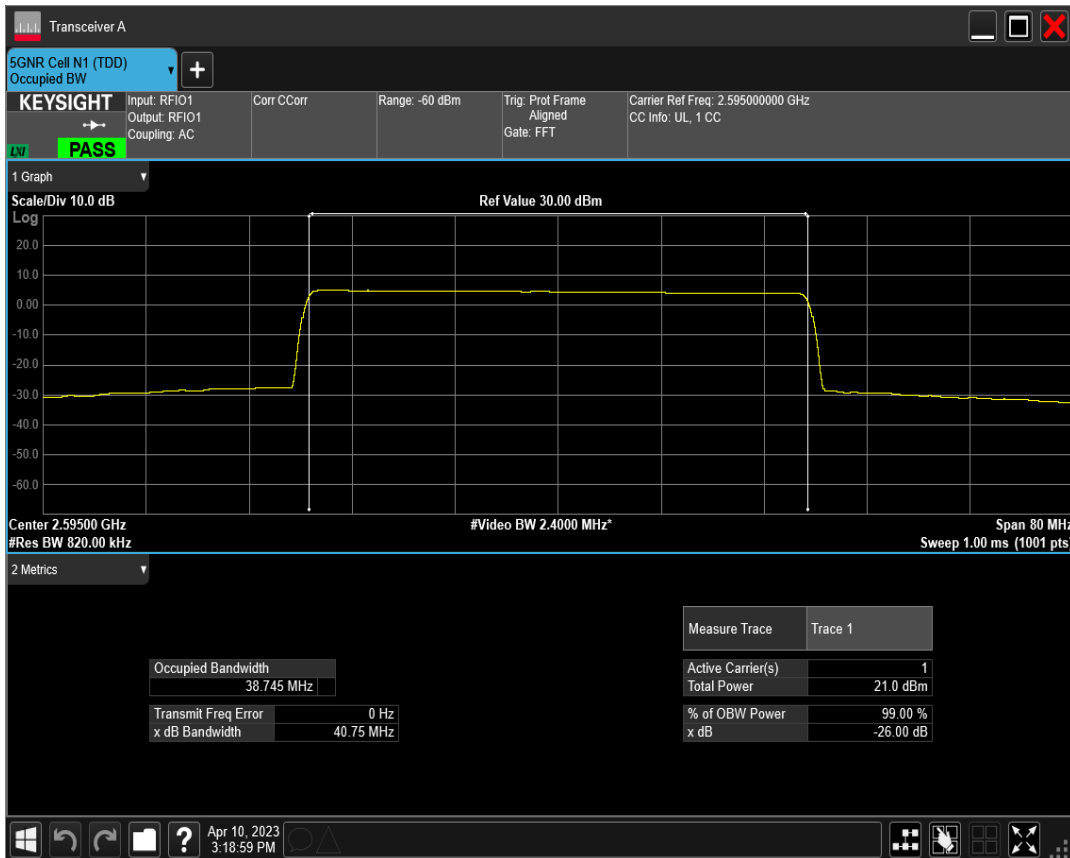 Transceiver A
5GNR Cell N1 (TDD)
Occupied BW
+
KEYSIGHT
LXI
PASS
Input: RFIO1
Output: RFIO1
Coupling: AC
Corr CCorr
Range: -60 dBm
Trig: Prot Frame
Aligned
Gate: FFT
Carrier Ref Freq: 2.595000000 GHz
CC Info: UL, 1 CC
1 Graph
Scale/Div 10.0 dB
Ref Value 30.00 dBm
Log
20.0
10.0
0.00
-10.0
-20.0
-30.0
-40.0
-50.0
-60.0
Center 2.59500 GHz
#Video BW 2.4000 MHz*
Span 80 MHz
#Res BW 820.00 kHz
Sweep 1.00 ms (1001 pts)
2 Metrics
Measure Trace Trace 1
Occupied Bandwidth
38.745 MHz
Active Carrier(s) 1
Total Power 21.0 dBm
Transmit Freq Error 0 Hz
x dB Bandwidth 40.75 MHz
% of OBW Power 99.00 %
x dB -26.00 dB
?
Apr 10, 2023
3:18:59 PM